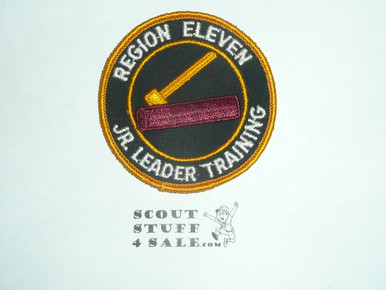 REGION ELEVEN
JR. LEADER TRAINING
SCOUT
STUFF
4 SALE.COM